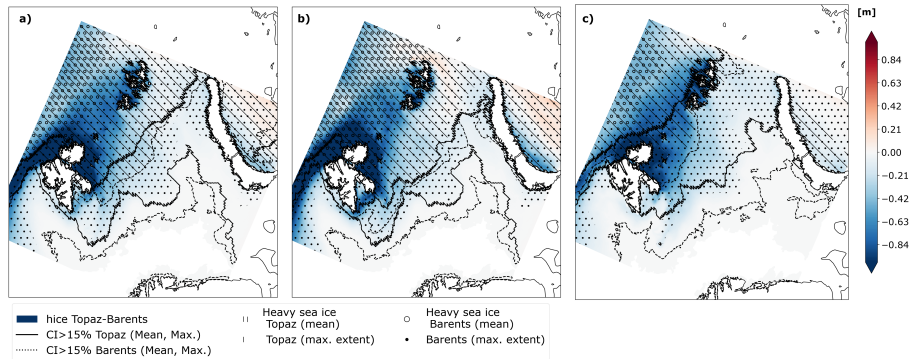 a)
b)
c)
[m]
0.84
0.63
0.42
0.21
0.00
−0.21
−0.42
−0.63
−0.84
hice Topaz-Barents
CI>15% Topaz (Mean, Max.)
CI>15% Barents (Mean, Max.)
Heavy sea ice
Topaz (mean)
Topaz (max. extent)
Heavy sea ice
Barents (mean)
Barents (max. extent)